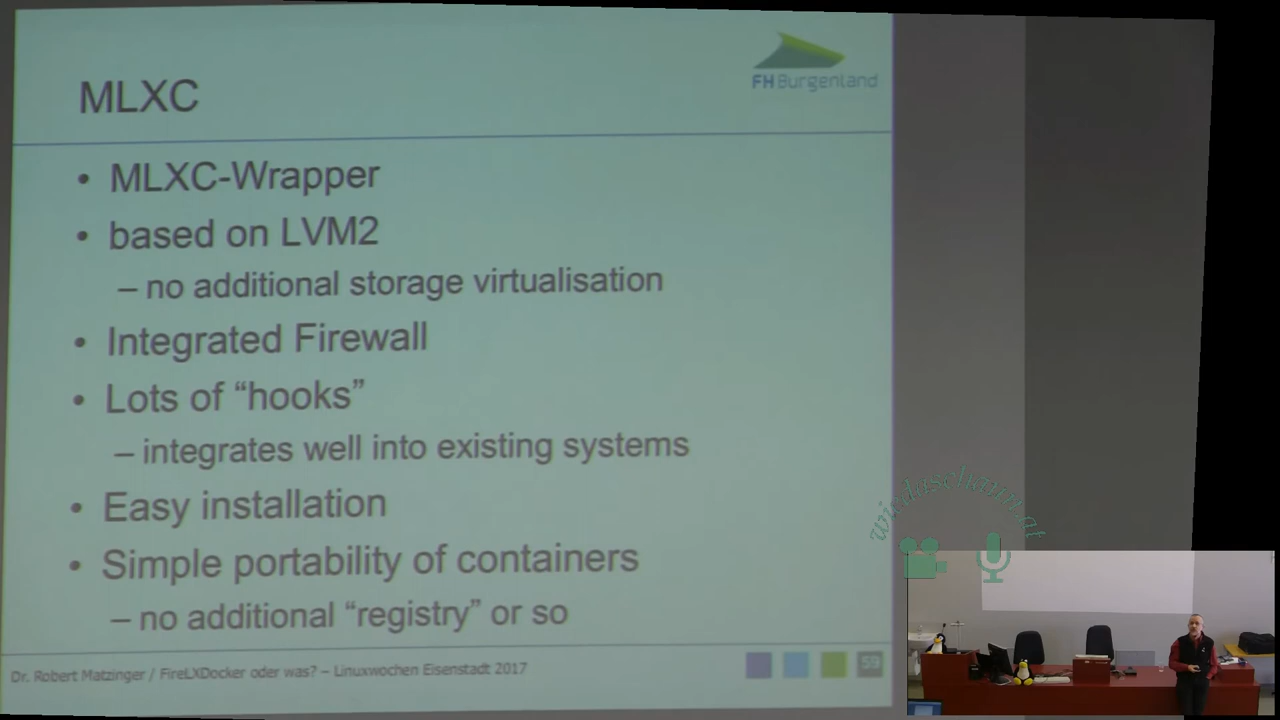 FH Burgenland
MLXC
• MLXC-Wrapper
• based on LVM2
– no additional storage virtualisation
• Integrated Firewall
• Lots of “hooks”
– integrates well into existing systems
• Easy installation
• Simple portability of containers
– no additional “registry” or so
Dr. Robert Matzinger / FireLXDocker oder was? – Linuxwochen Eisenstadt 2017
59
wiedaschaun.at